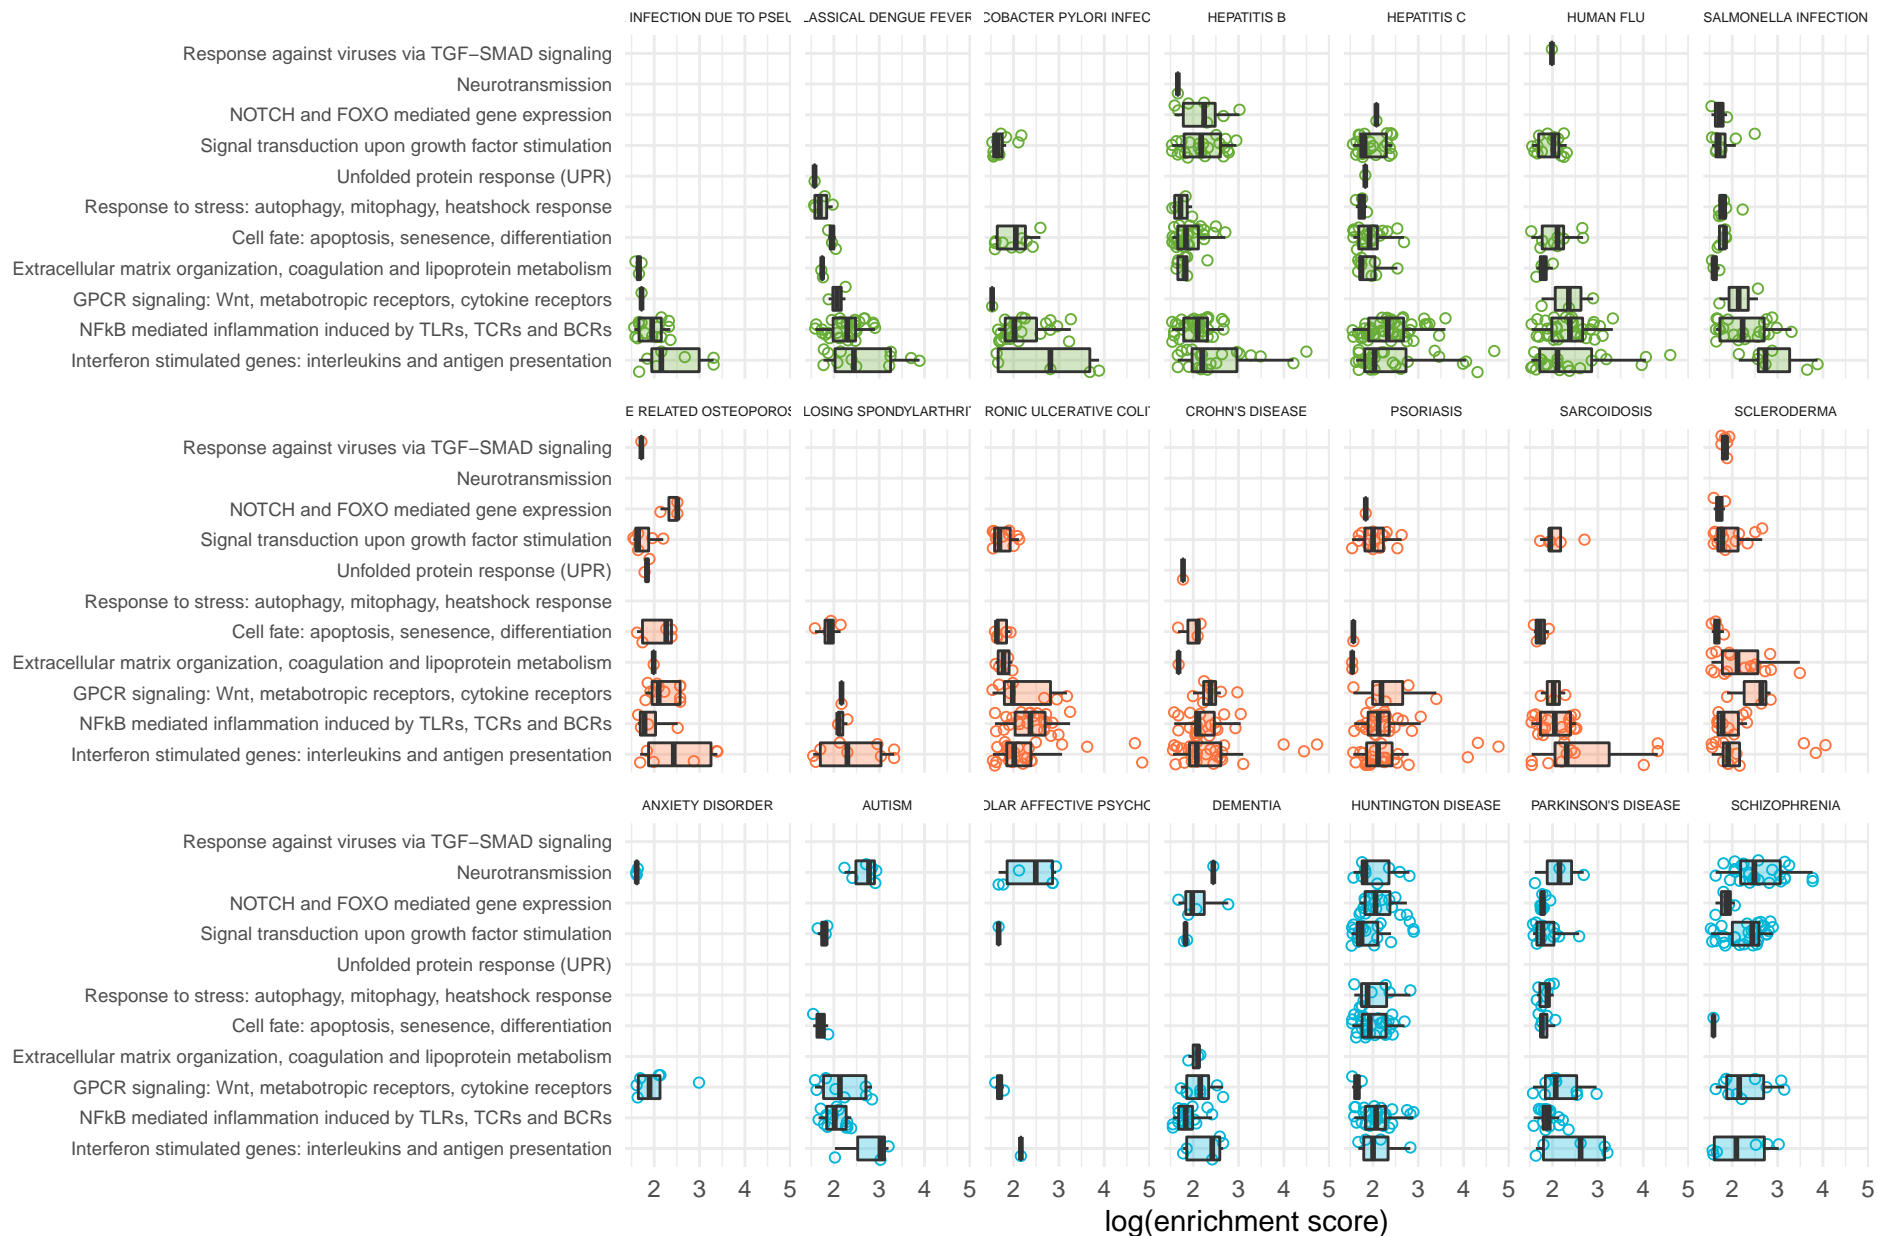 INFECTION DUE TO PSEU LASSICAL DENGUE FEVER COBACTER PYLORI INFEC HEPATITIS B HEPATITIS C HUMAN FLU SALMONELLA INFECTION
Response against viruses via TGF−SMAD signaling
Neurotransmission
NOTCH and FOXO mediated gene expression
Signal transduction upon growth factor stimulation
Unfolded protein response (UPR)
Response to stress: autophagy, mitophagy, heatshock response
Cell fate: apoptosis, senesence, differentiation
Extracellular matrix organization, coagulation and lipoprotein metabolism
GPCR signaling: Wnt, metabotropic receptors, cytokine receptors
NFkB mediated inflammation induced by TLRs, TCRs and BCRs
Interferon stimulated genes: interleukins and antigen presentation
E RELATED OSTEOPOROS LOSING SPONDYLARTHRIT RONIC ULCERATIVE COLIT CROHN'S DISEASE PSORIASIS SARCOIDOSIS SCLERODERMA
Response against viruses via TGF−SMAD signaling
Neurotransmission
NOTCH and FOXO mediated gene expression
Signal transduction upon growth factor stimulation
Unfolded protein response (UPR)
Response to stress: autophagy, mitophagy, heatshock response
Cell fate: apoptosis, senesence, differentiation
Extracellular matrix organization, coagulation and lipoprotein metabolism
GPCR signaling: Wnt, metabotropic receptors, cytokine receptors
NFkB mediated inflammation induced by TLRs, TCRs and BCRs
Interferon stimulated genes: interleukins and antigen presentation
ANXIETY DISORDER AUTISM OLAR AFFECTIVE PSYCHO DEMENTIA HUNTINGTON DISEASE PARKINSON'S DISEASE SCHIZOPHRENIA
Response against viruses via TGF−SMAD signaling
Neurotransmission
NOTCH and FOXO mediated gene expression
Signal transduction upon growth factor stimulation
Unfolded protein response (UPR)
Response to stress: autophagy, mitophagy, heatshock response
Cell fate: apoptosis, senesence, differentiation
Extracellular matrix organization, coagulation and lipoprotein metabolism
GPCR signaling: Wnt, metabotropic receptors, cytokine receptors
NFkB mediated inflammation induced by TLRs, TCRs and BCRs
Interferon stimulated genes: interleukins and antigen presentation
2 3 4 5 2 3 4 5 2 3 4 5 2 3 4 5 2 3 4 5 2 3 4 5 2 3 4 5
log(enrichment score)